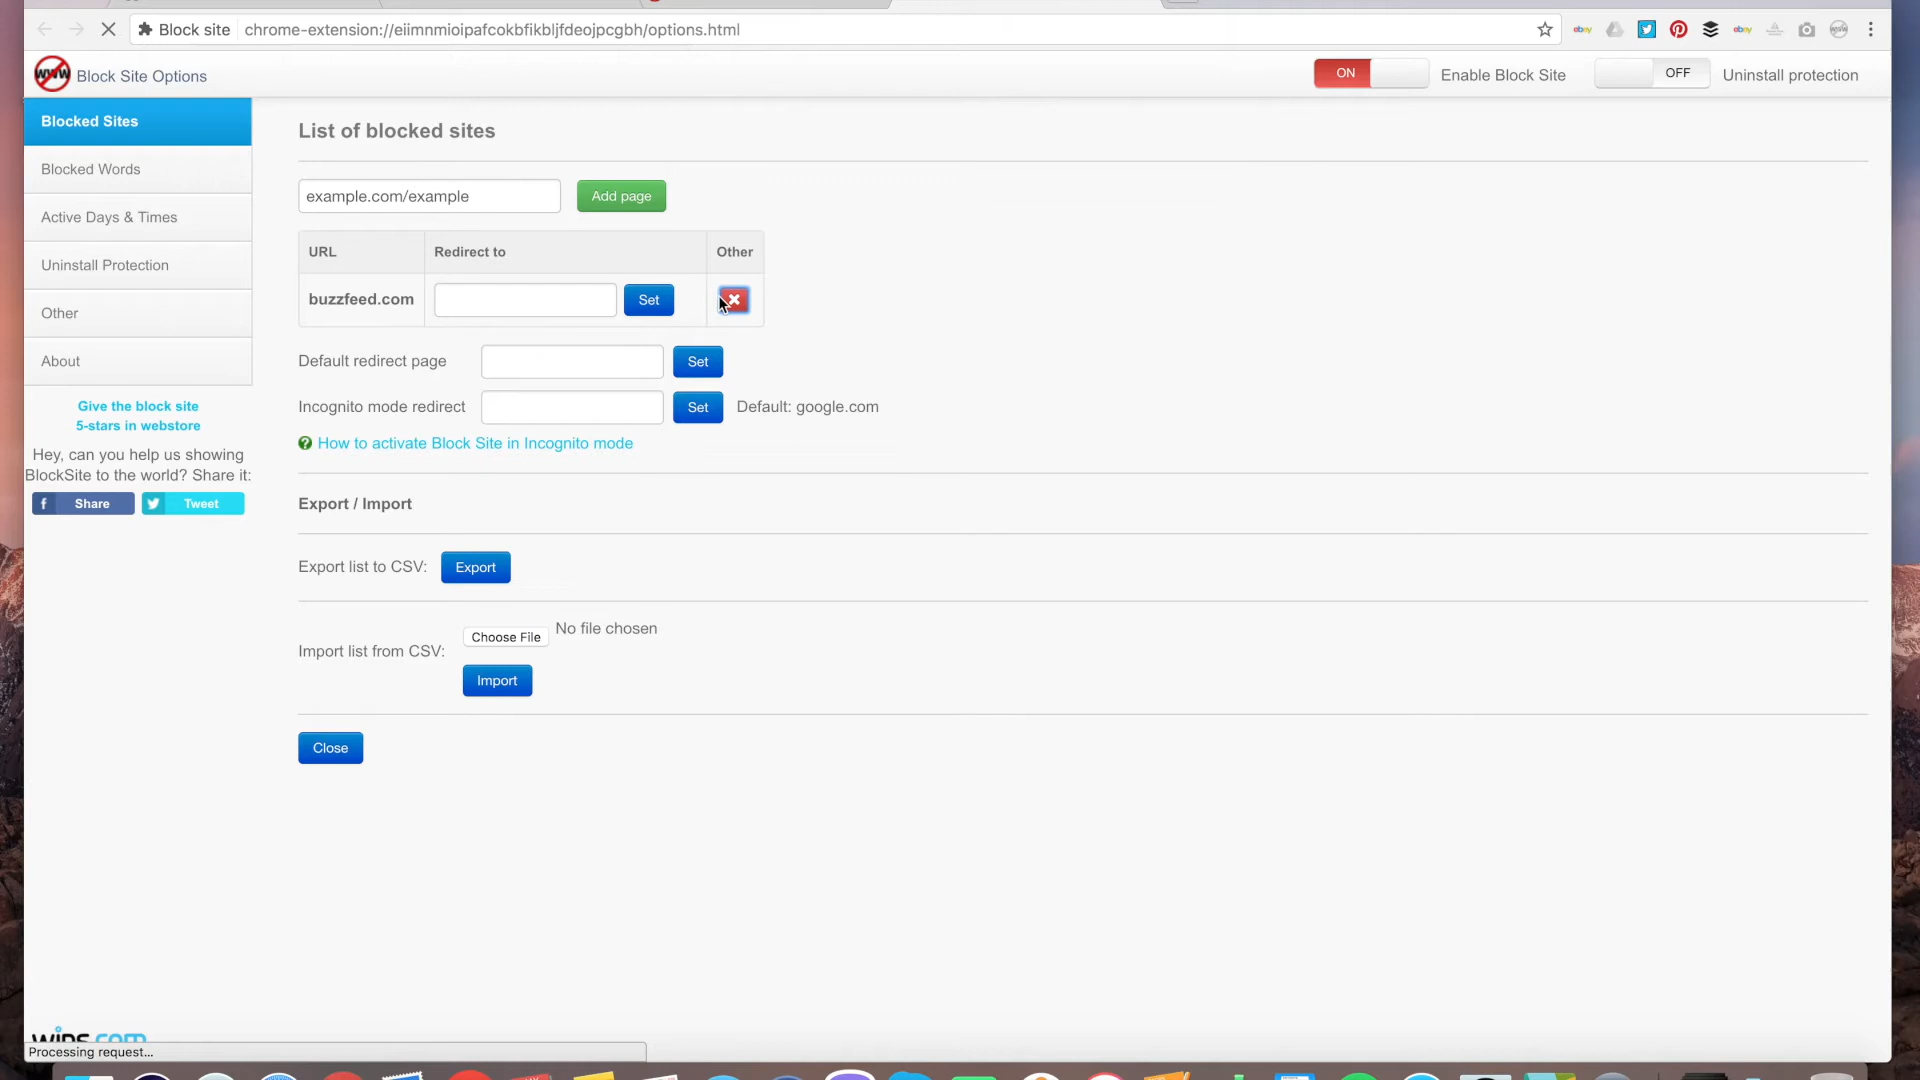 Block site chrome-extension://eiimnmioipafcokbfikbljfdeojpcgbh/options.html
Block Site Options
ON Enable Block Site OFF Uninstall protection
Blocked Sites
Blocked Words
Active Days & Times
Uninstall Protection
Other
About
Give the block site
5-stars in webstore
Hey, can you help us showing
BlockSite to the world? Share it:
Share Tweet
List of blocked sites
example.com/example Add page
URL Redirect to Other
buzzfeed.com Set
Default redirect page Set
Incognito mode redirect Set Default: google.com
How to activate Block Site in Incognito mode
Export / Import
Export list to CSV: Export
Choose File No file chosen
Import list from CSV:
Import
Close
wips.com
Processing request...